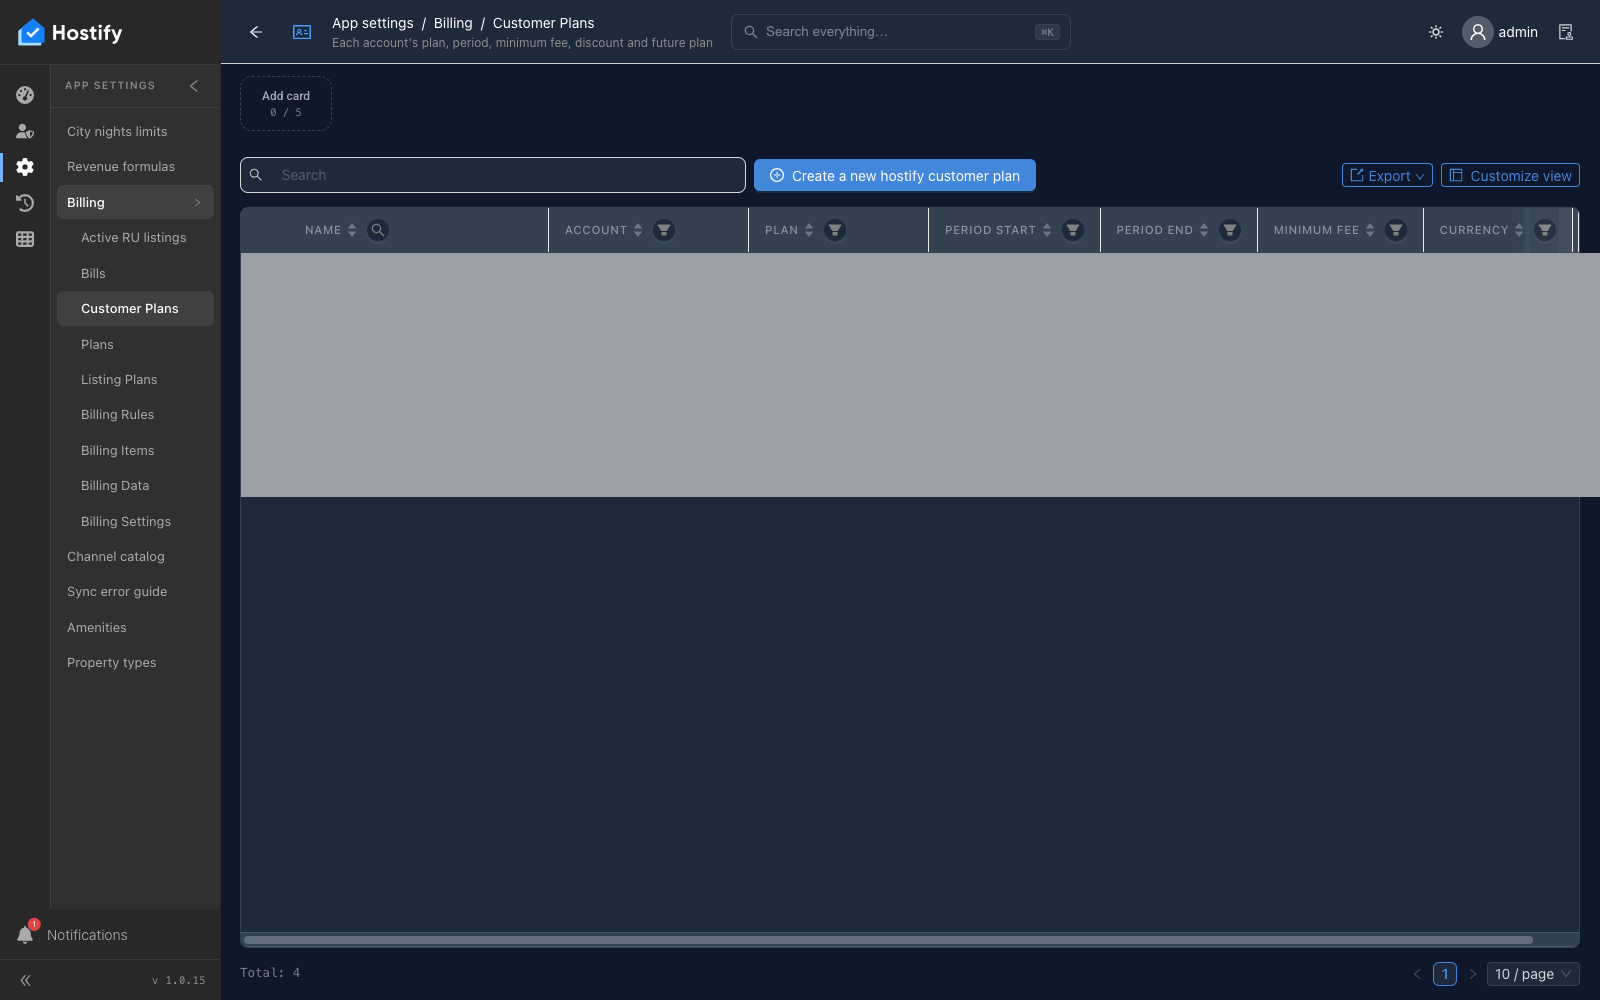 Hostify
App settings / Billing / Customer Plans
Each account's plan, period, minimum fee, discount and future plan
Search everything...
⌘K
admin
APP SETTINGS
City nights limits
Revenue formulas
Billing
Active RU listings
Bills
Customer Plans
Plans
Listing Plans
Billing Rules
Billing Items
Billing Data
Billing Settings
Channel catalog
Sync error guide
Amenities
Property types
1
Notifications
v 1.0.15
Add card
0 / 5
Search
Create a new hostify customer plan
Export
Customize view
NAME
ACCOUNT
PLAN
PERIOD START
PERIOD END
MINIMUM FEE
CURRENCY
Total: 4
1
10 / page